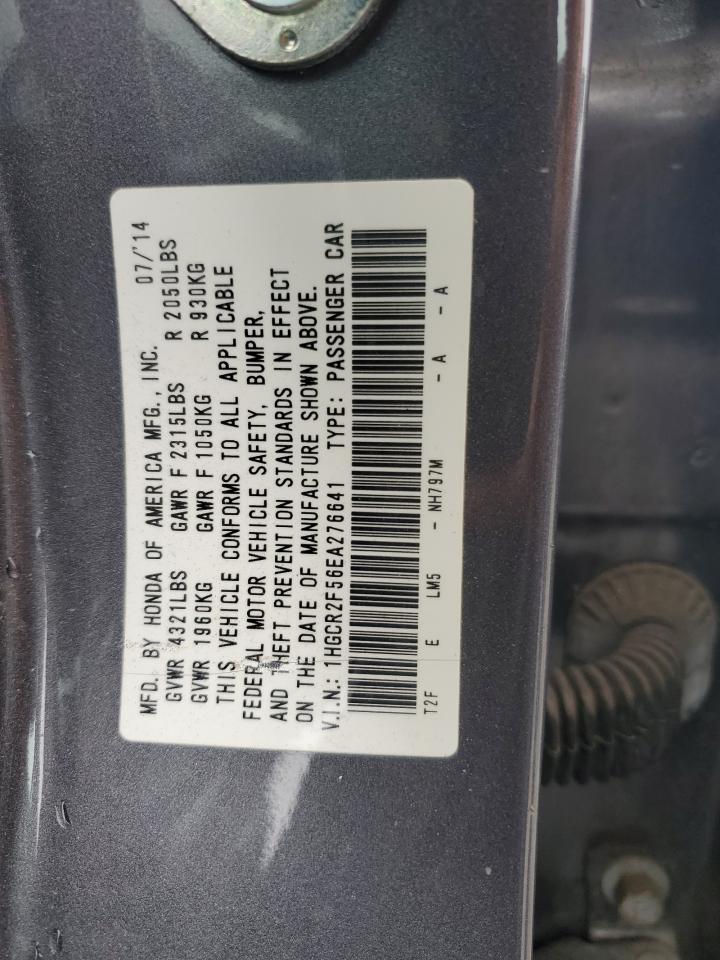 MFD. BY HONDA OF AMERICA MFG., INC. 07/'14
GVWR 4321LBS GAWR F 2315LBS R 2050LBS
GVWR 1960KG GAWR F 1050KG R 930KG
THIS VEHICLE CONFORMS TO ALL APPLICABLE
FEDERAL MOTOR VEHICLE SAFETY, BUMPER,
AND THEFT PREVENTION STANDARDS IN EFFECT
ON THE DATE OF MANUFACTURE SHOWN ABOVE.
V.I.N.: 1HGCR2F56EA276641 TYPE: PASSENGER CAR
T2F E LM5 - NH797M - A - A